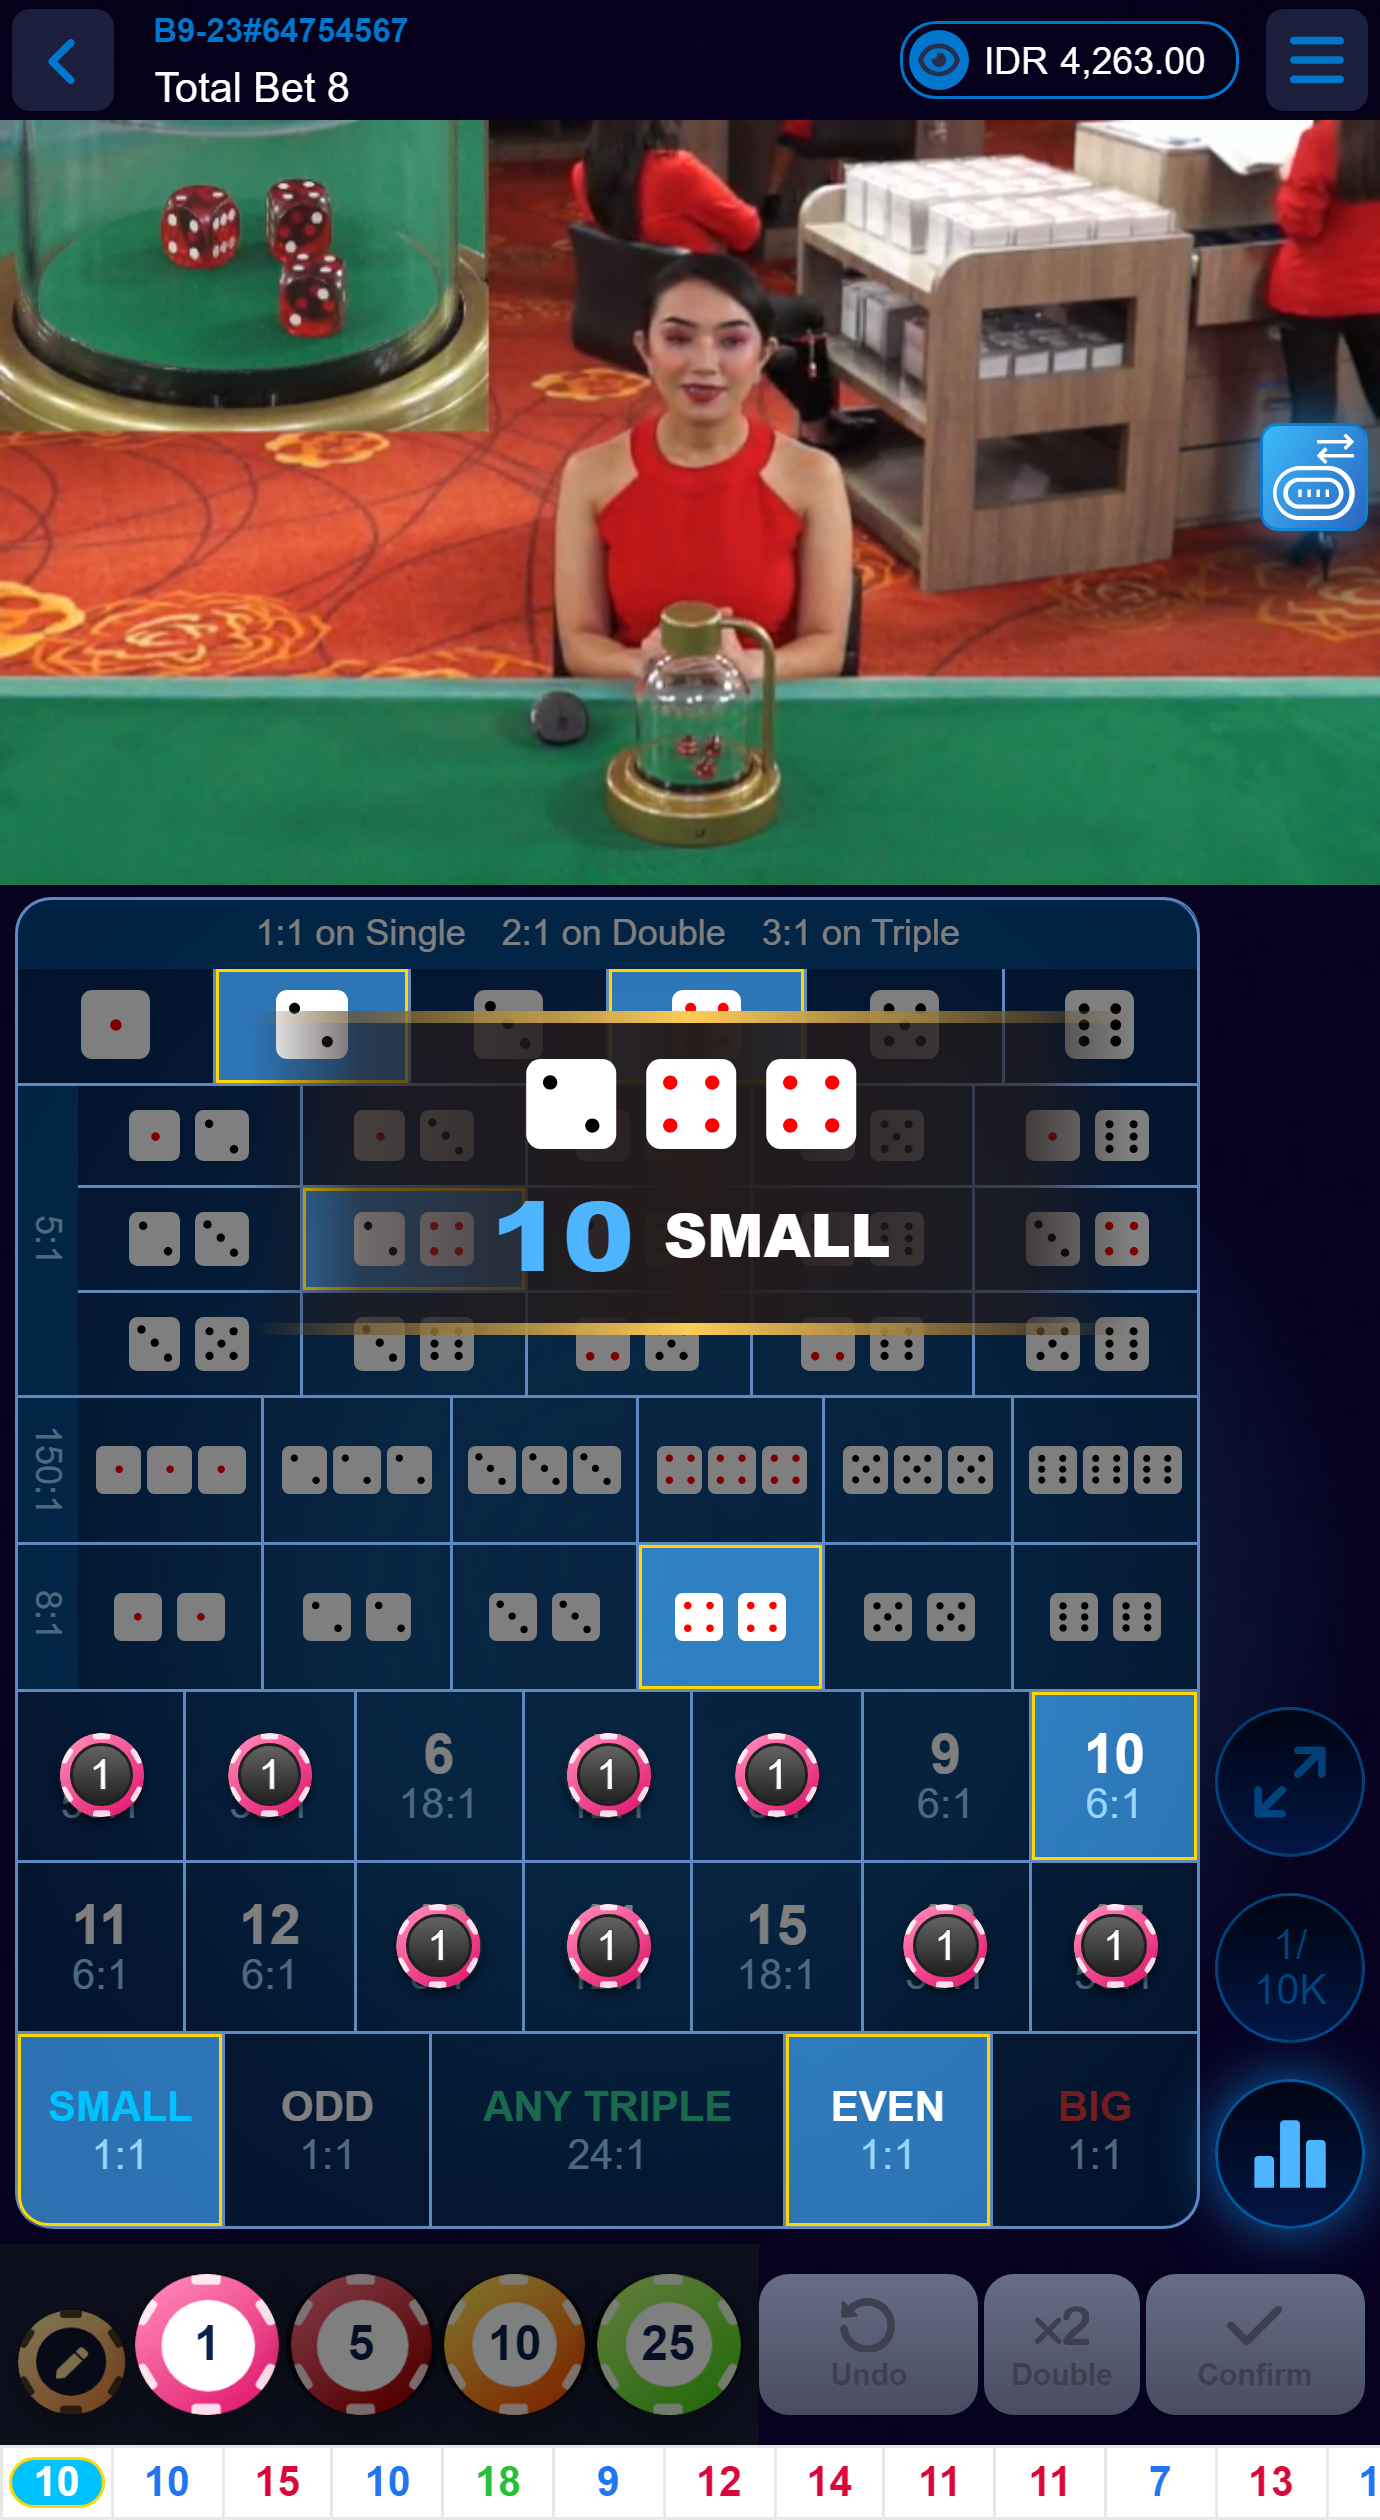 B9-23#64754567
Total Bet 8
IDR 4,263.00
1:1 on Single 2:1 on Double 3:1 on Triple
10 SMALL
5:1
150:1
8:1
1 1 6 1 1 9 10
18:1 6:1 6:1
11 12 1 1 15 1 1
6:1 6:1 18:1
1/
10K
SMALL ODD ANY TRIPLE EVEN BIG
1:1 1:1 24:1 1:1 1:1
1 5 10 25
x2
Undo Double Confirm
10 10 15 10 18 9 12 14 11 11 7 13